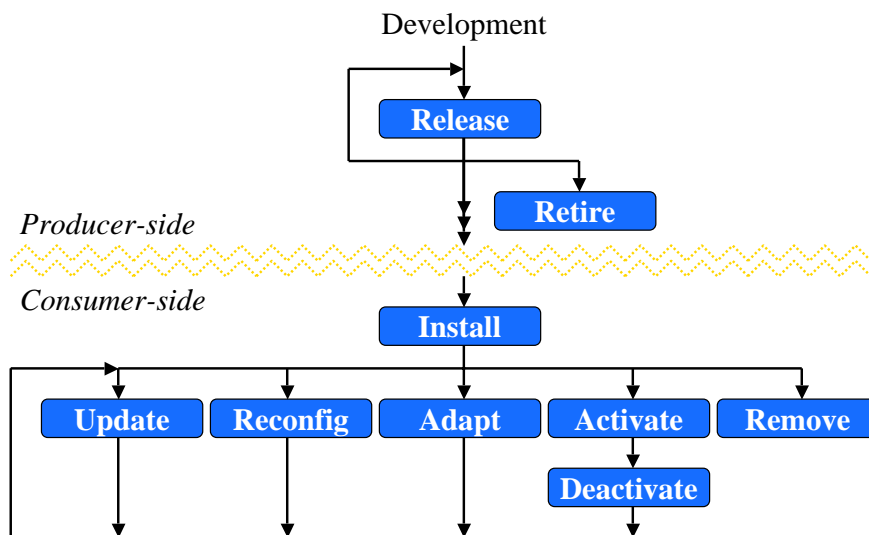 Development
Release
Retire
Producer-side
Consumer-side
Install
Update Reconfig Adapt Activate Remove
Deactivate